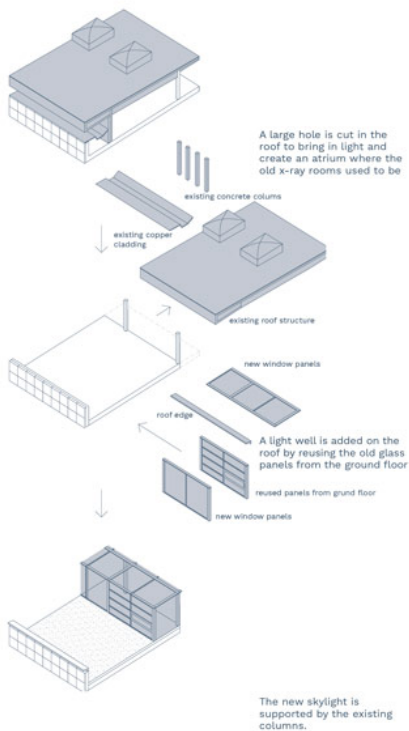 A large hole is cut in the
roof to bring in light and
create an atrium where the
old x-ray rooms used to be
existing concrete colums
existing copper
cladding
existing roof structure
new window panels
roof edge
A light well is added on the
roof by reusing the old glass
panels from the ground floor
reused panels from grund floor
new window panels
The new skylight is
supported by the existing
columns.